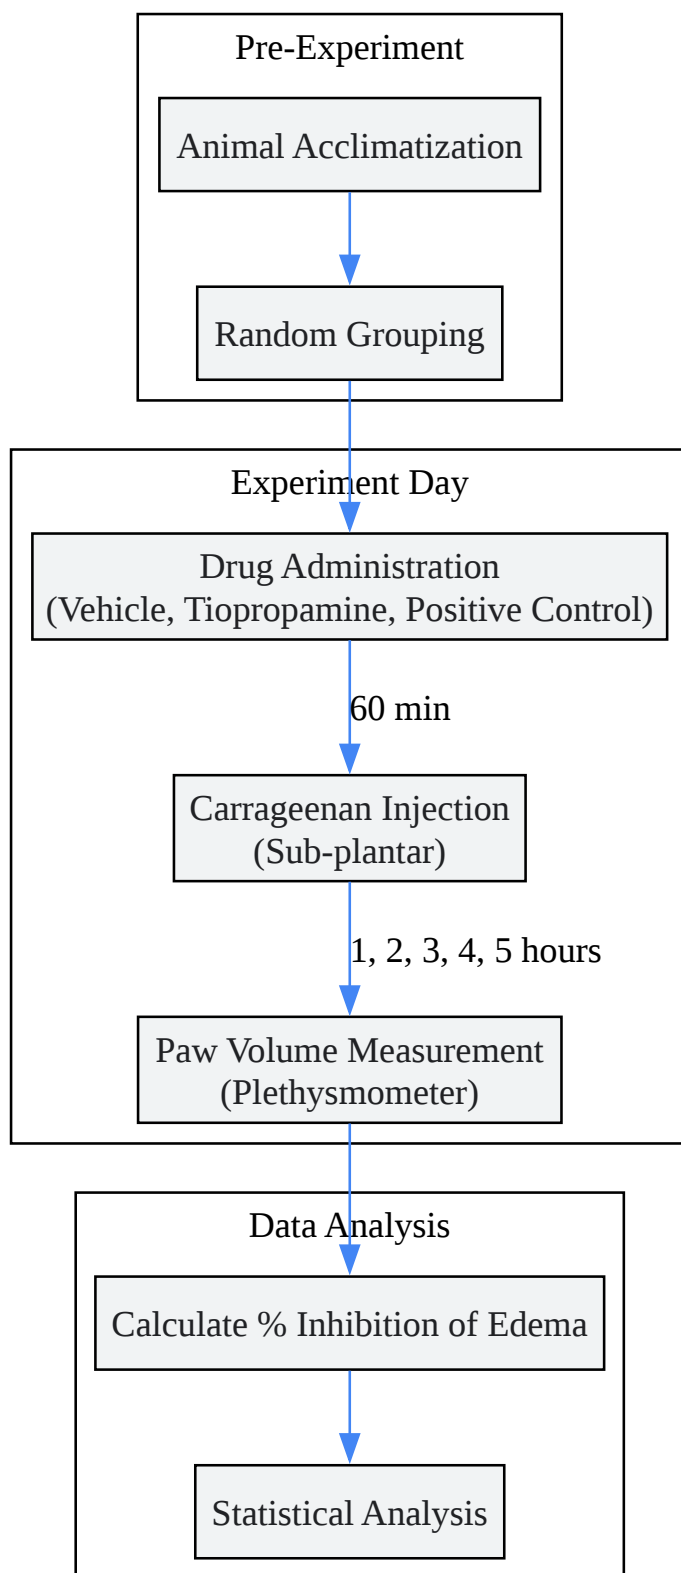 Pre-Experiment
Animal Acclimatization
Random Grouping
Experiment Day
Drug Administration
(Vehicle, Tiopropamine, Positive Control)
60 min
Carrageenan Injection
(Sub-plantar)
1, 2, 3, 4, 5 hours
Paw Volume Measurement
(Plethysmometer)
Data Analysis
Calculate % Inhibition of Edema
Statistical Analysis